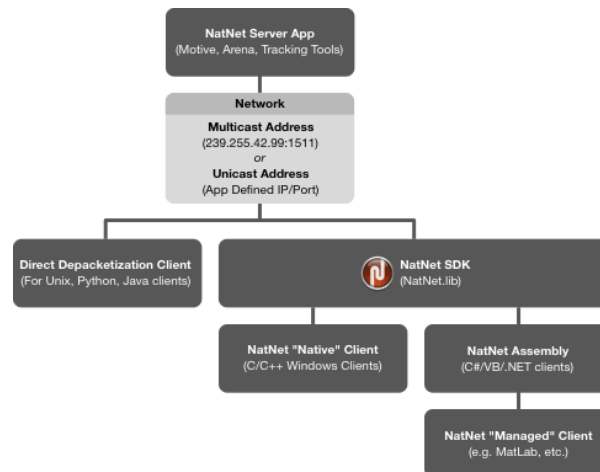 NatNet Server App
(Motive, Arena, Tracking Tools)
Network
Multicast Address
(239.255.42.99:1511)
or
Unicast Address
(App Defined IP/Port)
Direct Depacketization Client
(For Unix, Python, Java clients)
NatNet SDK
(NatNet.lib)
NatNet "Native" Client
(C/C++ Windows Clients)
NatNet Assembly
(C#/VB/.NET clients)
NatNet "Managed" Client
(e.g. MatLab, etc.)